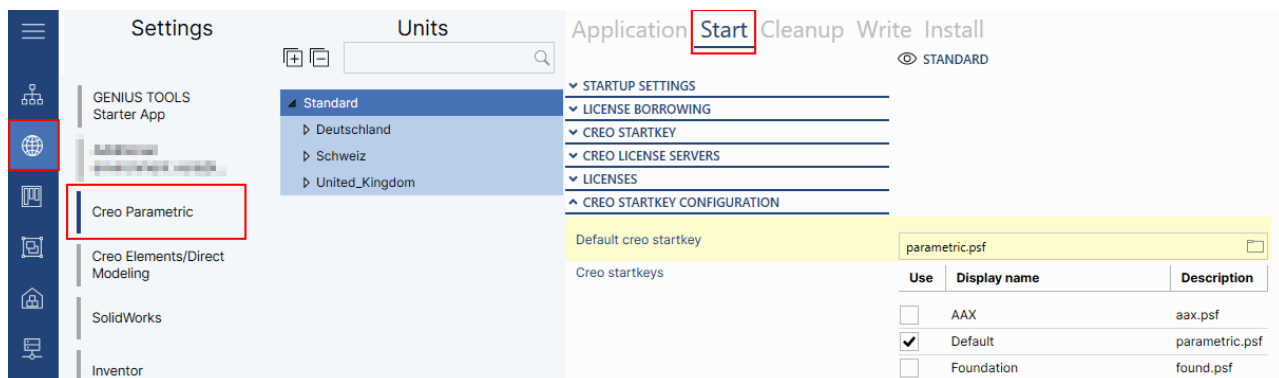 Settings
GENIUS TOOLS
Starter App
Creo Parametric
Creo Elements/Direct
Modeling
SolidWorks
Inventor
Units
Standard
Deutschland
Schweiz
United_Kingdom
Application Start Cleanup Write Install
STANDARD
STARTUP SETTINGS
LICENSE BORROWING
CREO STARTKEY
CREO LICENSE SERVERS
LICENSES
CREO STARTKEY CONFIGURATION
Default creo startkey parametric.psf
Creo startkeys
Use Display name Description
AAX aax.psf
Default parametric.psf
Foundation found.psf